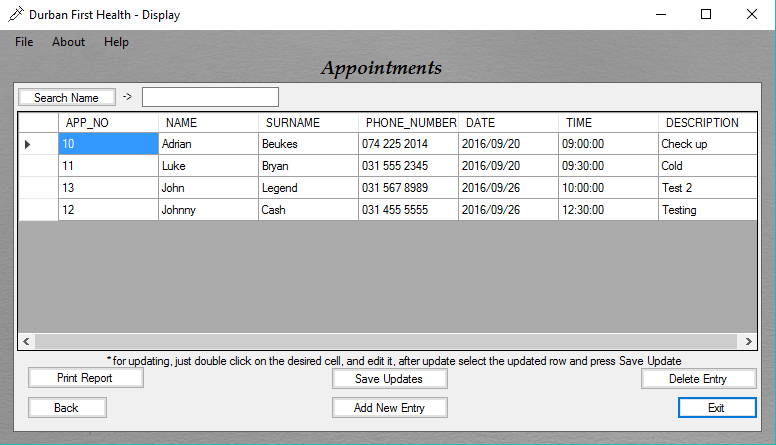 Durban First Health - Display
File About Help
Appointments
Search Name ->
APP_NO NAME SURNAME PHONE_NUMBER DATE TIME DESCRIPTION
10 Adrian Beukes 074 225 2014 2016/09/20 09:00:00 Check up
11 Luke Bryan 031 555 2345 2016/09/20 09:30:00 Cold
13 John Legend 031 567 8989 2016/09/26 10:00:00 Test 2
12 Johnny Cash 031 455 5555 2016/09/26 12:30:00 Testing
*for updating, just double click on the desired cell, and edit it, after update select the updated row and press Save Update
Print Report Save Updates Delete Entry
Back Add New Entry Exit